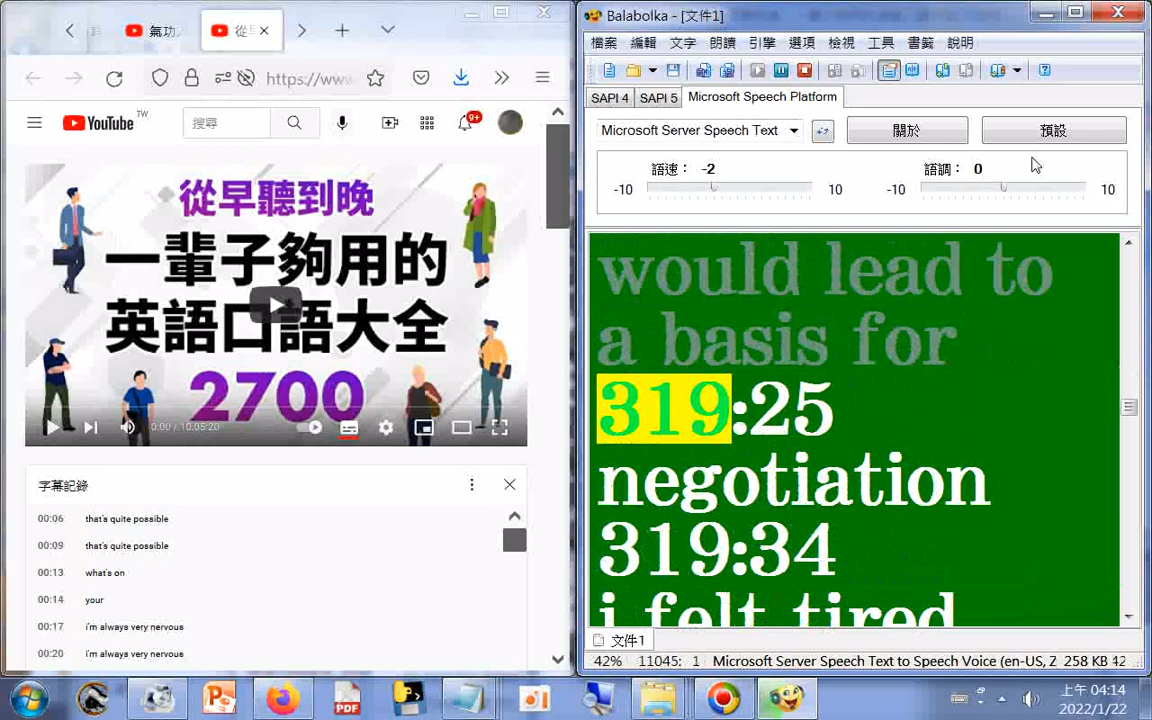 氣功
從
https://www
YouTube TW
搜尋
9+
從早聽到晚
一輩子夠用的
英語口語大全
2700
0:00 / 10:05:20
字幕記錄
00:06 that's quite possible
00:09 that's quite possible
00:13 what's on
00:14 your
00:17 i'm always very nervous
00:20 i'm always very nervous
Balabolka - [文件1]
檔案 編輯 文字 朗讀 引擎 選項 檢視 工具 書籤 說明
SAPI 4 SAPI 5 Microsoft Speech Platform
Microsoft Server Speech Text
關於
預設
語速： -2
語調： 0
-10 10 -10 10
would lead to
a basis for
319:25
negotiation
319:34
i felt tired
文件1
42% 11045: 1 Microsoft Server Speech Text to Speech Voice (en-US, Z 258 KB 42
PDF
上午 04:14
2022/1/22